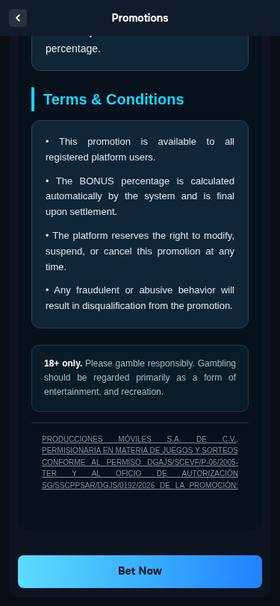 Promotions
percentage.
Terms & Conditions
• This promotion is available to all
registered platform users.
• The BONUS percentage is calculated
automatically by the system and is final
upon settlement.
• The platform reserves the right to modify,
suspend, or cancel this promotion at any
time.
• Any fraudulent or abusive behavior will
result in disqualification from the promotion.
18+ only. Please gamble responsibly. Gambling
should be regarded primarily as a form of
entertainment, and recreation.
PRODUCCIONES MÓVILES S.A. DE C.V.,
PERMISIONARIA EN MATERIA DE JUEGOS Y SORTEOS
CONFORME AL PERMISO DGAJS/SCEVF/P-06/2005-
TER Y AL OFICIO DE AUTORIZACIÓN
SG/SSCPPSAR/DGJS/0192/2026 DE LA PROMOCIÓN:
Bet Now